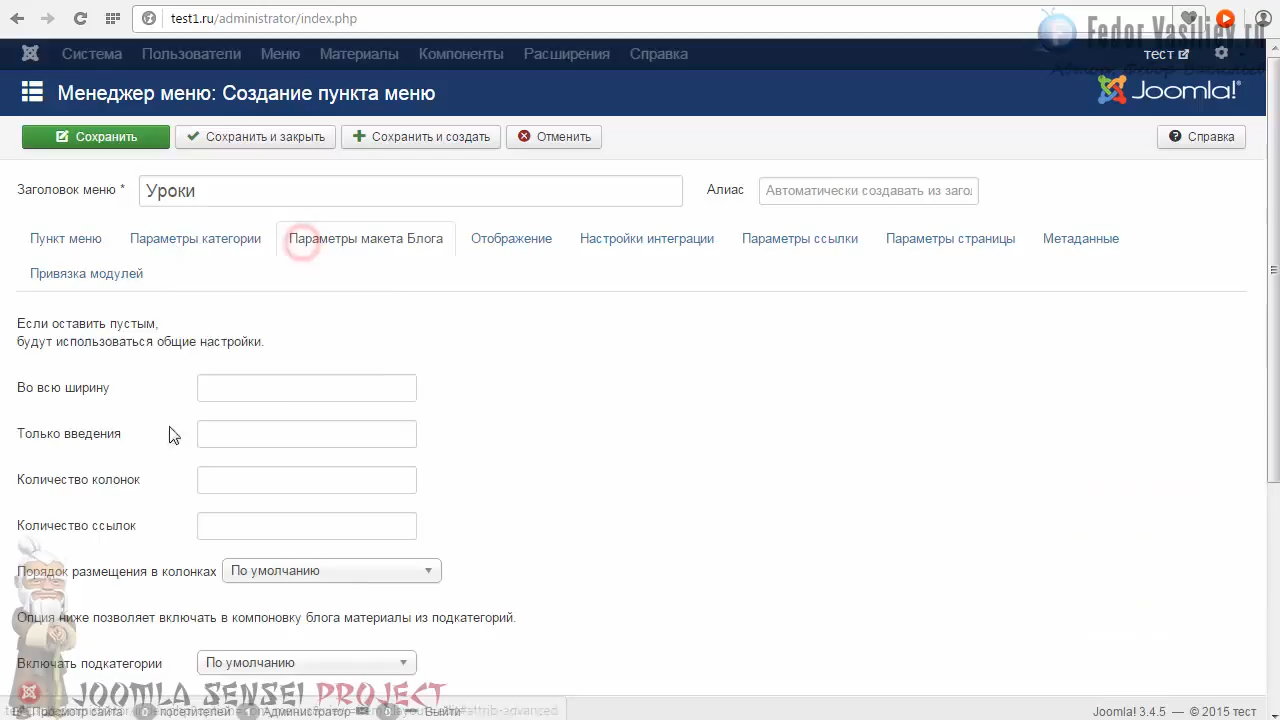 test1.ru/administrator/index.php
Fedor Vasiliev.ru
Система Пользователи Меню Материалы Компоненты Расширения Справка тест
Менеджер меню: Создание пункта меню
Joomla!
Сохранить Сохранить и закрыть Сохранить и создать Отменить Справка
Заголовок меню * Уроки Алиас Автоматически создавать из заго.
Пункт меню Параметры категории Параметры макета Блога Отображение Настройки интеграции Параметры ссылки Параметры страницы Метаданные
Привязка модулей
Если оставить пустым,
будут использоваться общие настройки.
Во всю ширину
Только введения
Количество колонок
Количество ссылок
Порядок размещения в колонках По умолчанию
Опция ниже позволяет включать в компоновку блога материалы из подкатегорий.
Включать подкатегории По умолчанию
JOOMLA SENSEI PROJECT
Просмотр сайта 0 посетителей 1 Администратор 0 Выйти
Joomla! 3.4.5 — © 2015 тест